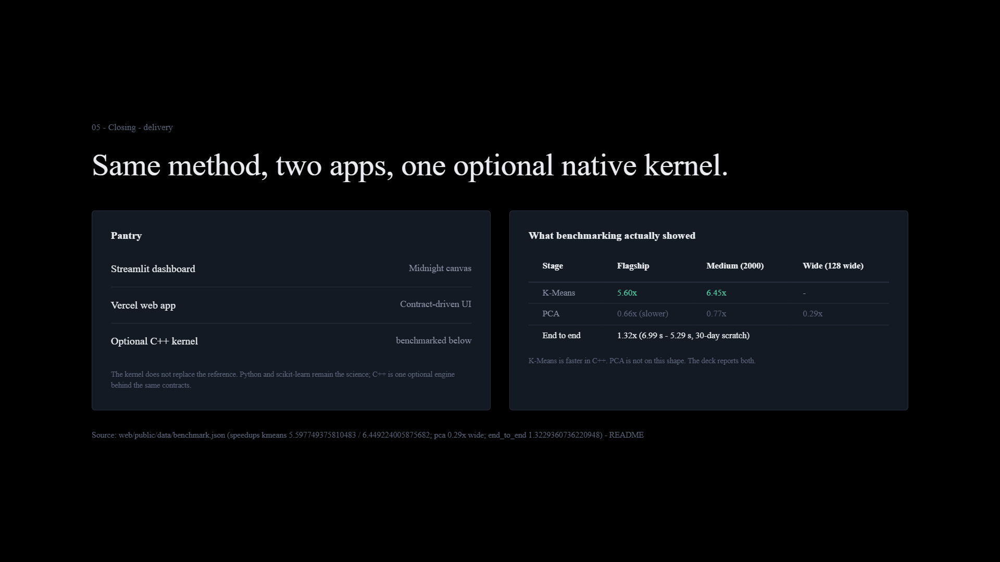 05 - Closing - delivery
Same method, two apps, one optional native kernel.
Pantry
Streamlit dashboard Midnight canvas
Vercel web app Contract-driven UI
Optional C++ kernel benchmarked below
The kernel does not replace the reference. Python and scikit-learn remain the science; C++ is one optional engine
behind the same contracts.
What benchmarking actually showed
Stage Flagship Medium (2000) Wide (128 wide)
K-Means 5.60x 6.45x -
PCA 0.66x (slower) 0.77x 0.29x
End to end 1.32x (6.99 s - 5.29 s, 30-day scratch)
K-Means is faster in C++. PCA is not on this shape. The deck reports both.
Source: web/public/data/benchmark.json (speedups kmeans 5.597749375810483 / 6.449224005875682; pca 0.29x wide; end_to_end 1.3229360736220948) - README